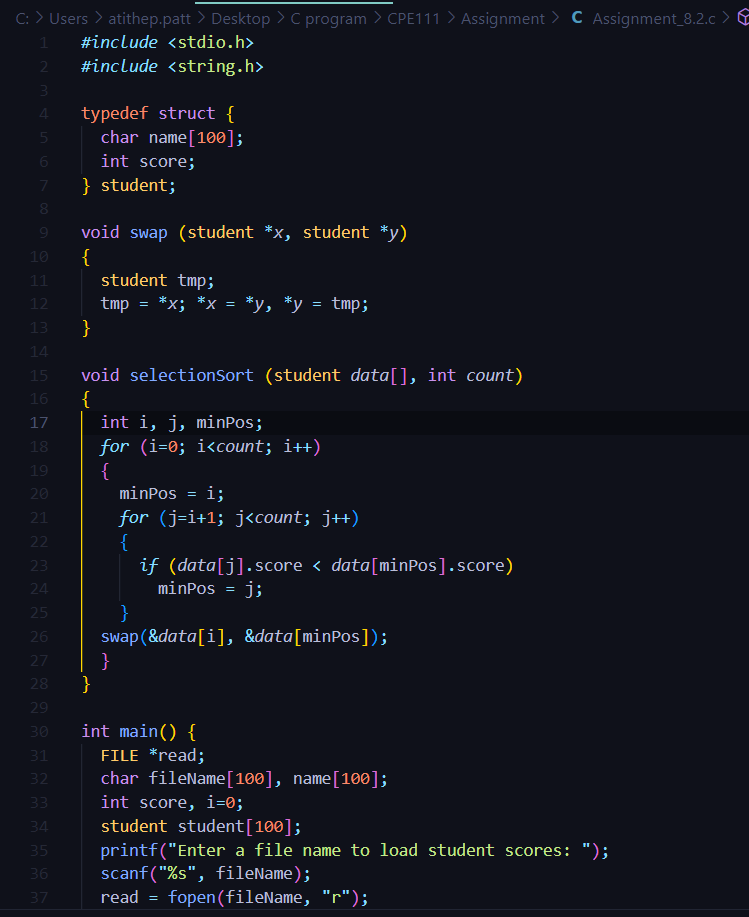 C: > Users > atithep.patt > Desktop > C program > CPE111 > Assignment > C Assignment_8.2.c >
1 #include <stdio.h>
2 #include <string.h>
3
4 typedef struct {
5 char name[100];
6 int score;
7 } student;
8
9 void swap (student *x, student *y)
10 {
11 student tmp;
12 tmp = *x; *x = *y, *y = tmp;
13 }
14
15 void selectionSort (student data[], int count)
16 {
17 int i, j, minPos;
18 for (i=0; i<count; i++)
19 {
20 minPos = i;
21 for (j=i+1; j<count; j++)
22 {
23 if (data[j].score < data[minPos].score)
24 minPos = j;
25 }
26 swap(&data[i], &data[minPos]);
27 }
28 }
29
30 int main() {
31 FILE *read;
32 char fileName[100], name[100];
33 int score, i=0;
34 student student[100];
35 printf("Enter a file name to load student scores: ");
36 scanf("%s", fileName);
37 read = fopen(fileName, "r");